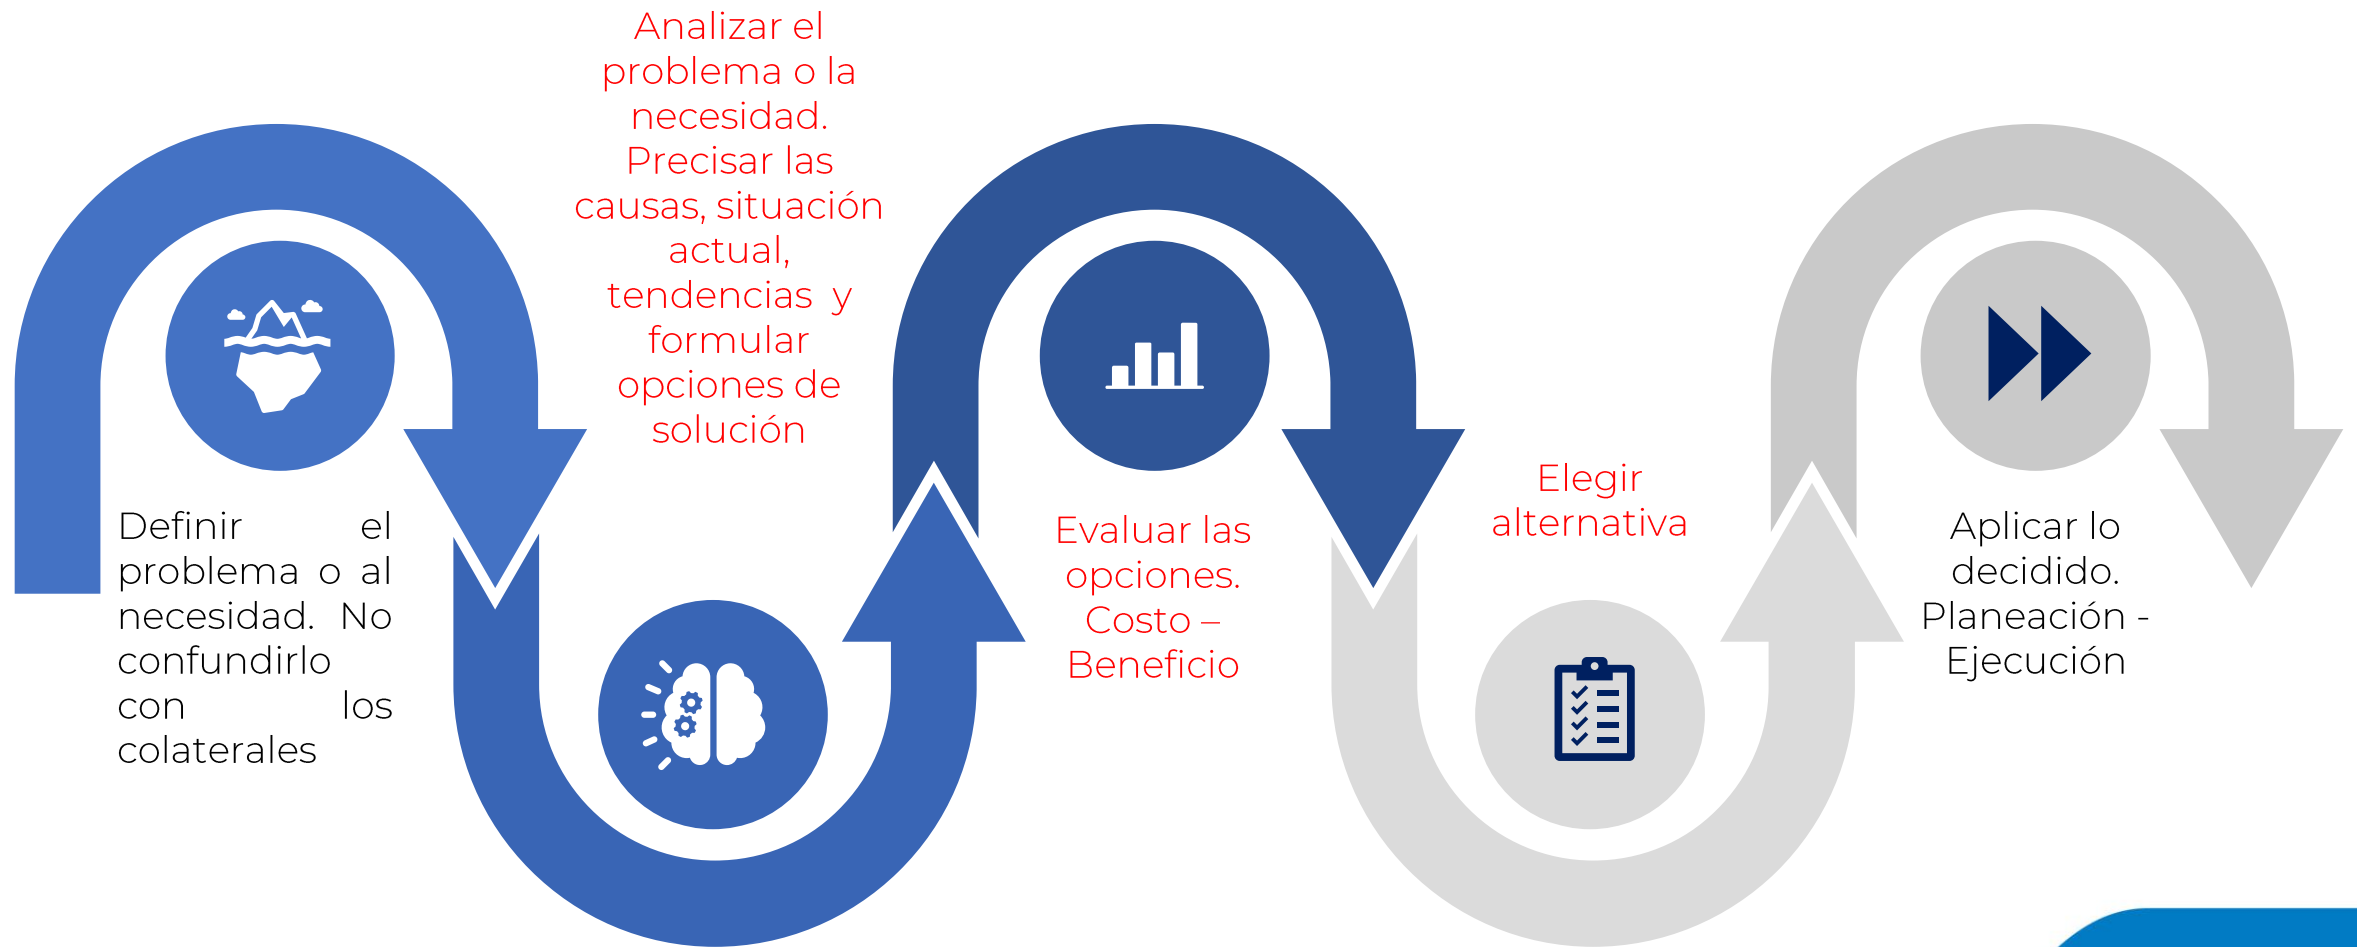 Definir el
problema o al
necesidad. No
confundirlo
con los
colaterales
Analizar el
problema o la
necesidad.
Precisar las
causas, situación
actual,
tendencias y
formular
opciones de
solución
Evaluar las
opciones.
Costo –
Beneficio
Elegir
alternativa
Aplicar lo
decidido.
Planeación -
Ejecución